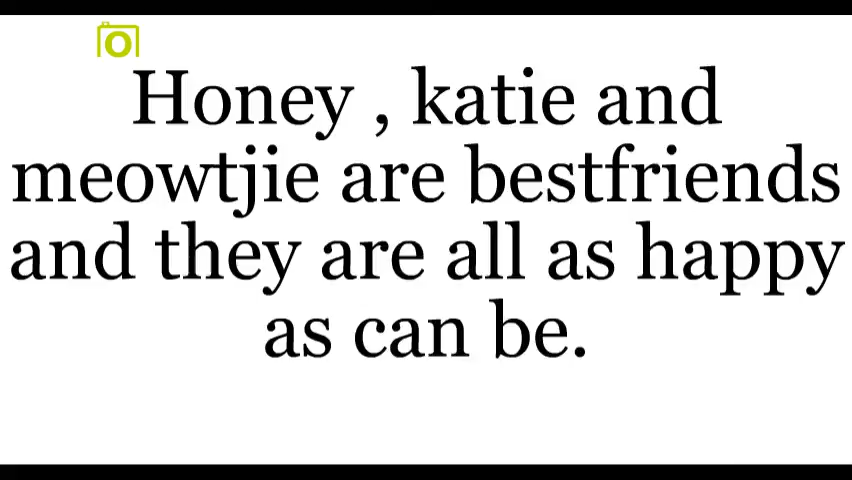 Honey , katie and
meowtjie are bestfriends
and they are all as happy
as can be.